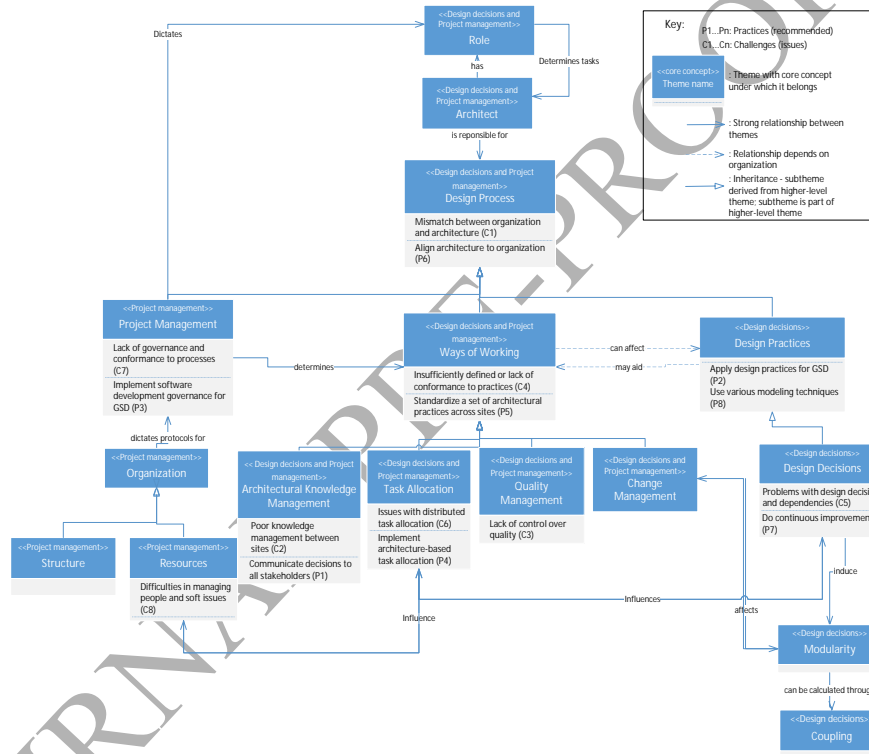 <<Design decisions and
Project management>>
Role
Dictates
Determines tasks
has
<<Design decisions and
Project management>>
Architect
is reponsible for
Key:
P1...Pn: Practices (recommended)
C1...Cn: Challenges (issues)
<<core concept>>
Theme name
: Theme with core concept
under which it belongs
: Strong relationship between
themes
: Relationship depends on
organization
: Inheritance - subtheme
derived from higher-level
theme; subtheme is part of
higher-level theme
<<Design decisions and Project
management>>
Design Process
Mismatch between organization
and architecture (C1)
Align architecture to organization
(P6)
<<Project management>>
Project Management
Lack of governance and
conformance to processes
(C7)
Implement software
development governance for
GSD (P3)
determines
<<Design decisions and Project
management>>
Ways of Working
Insufficiently defined or lack of
conformance to practices (C4)
Standardize a set of architectural
practices across sites (P5)
can affect
may aid
<<Design decisions>>
Design Practices
Apply design practices for GSD
(P2)
Use various modeling techniques
(P8)
dictates protocols for
<<Project management>>
Organization
<< Design decisions and Project
management>>
Architectural Knowledge
Management
Poor knowledge
management between
sites (C2)
Communicate decisions to
all stakeholders (P1)
<<Design decisions and
Project management>>
Task Allocation
Issues with distributed
task allocation (C6)
Implement
architecture-based
task allocation (P4)
<<Design decisions and
Project management>>
Quality
Management
Lack of control over
quality (C3)
<<Design decisions and
Project management>>
Change
Management
<<Design decisions>>
Design Decisions
Problems with design decisi
and dependencies (C5)
Do continuous improvemen
(P7)
<<Project management>>
Structure
<<Project management>>
Resources
Difficulties in managing
people and soft issues
(C8)
Influence
Influences
affects
induce
<<Design decisions>>
Modularity
can be calculated throug
<<Design decisions>
Coupling